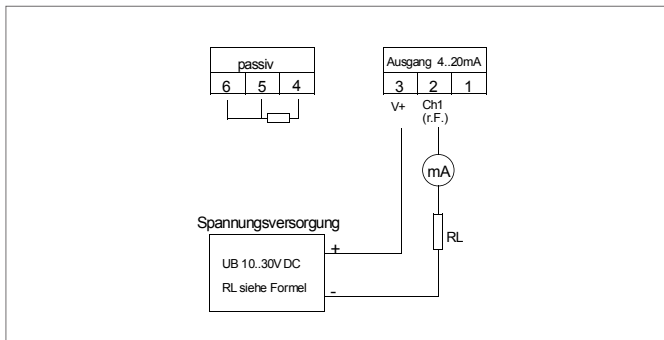 passiv
6 5 4
Ausgang 4..20mA
3 2 1
V+ Ch1
(r.F.)
mA
RL
Spannungsversorgung
+
UB 10..30V DC
RL siehe Formel
-